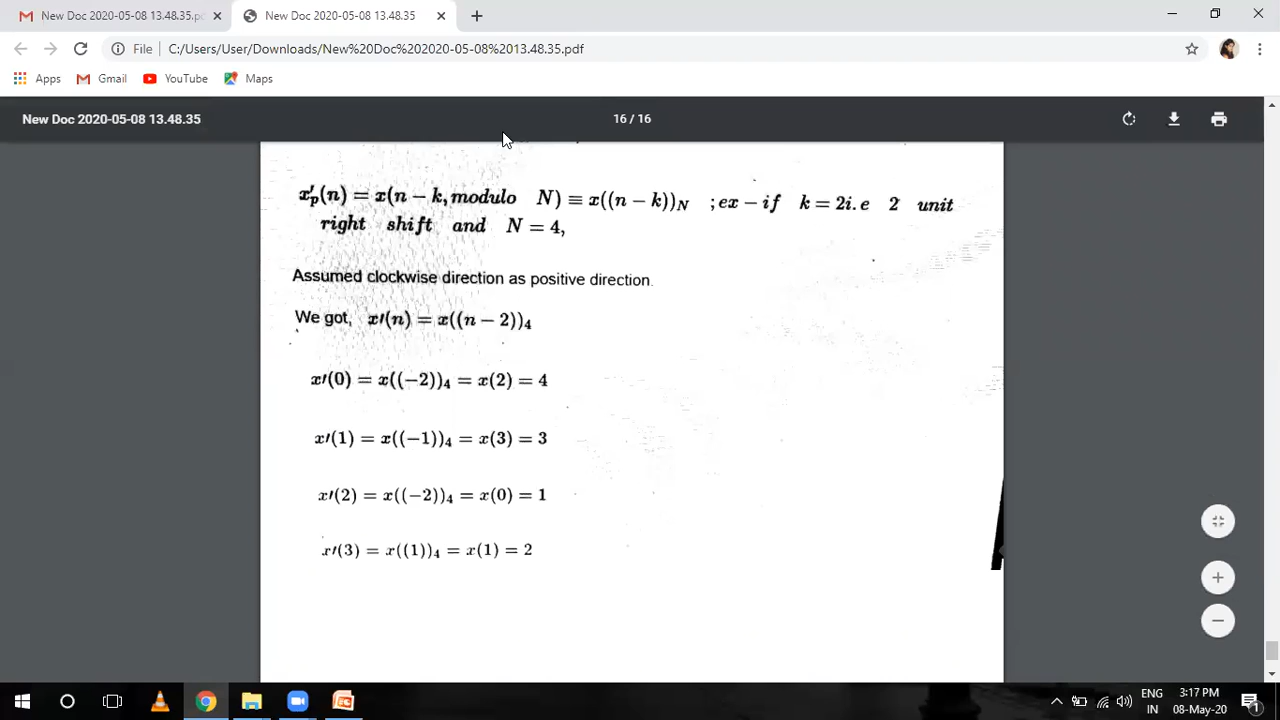 New Doc 2020-05-08 13.48.35.pd
New Doc 2020-05-08 13.48.35
File
C:/Users/User/Downloads/New%20Doc%202020-05-08%2013.48.35.pdf
Apps
Gmail
YouTube
Maps
New Doc 2020-05-08 13.48.35
16 / 16
x′p(n) = x(n − k, modulo N) ≡ x((n − k))N ; ex − if k = 2i.e 2 unit
right shift and N = 4,
Assumed clockwise direction as positive direction.
We got, x′(n) = x((n − 2))4
x′(0) = x((−2))4 = x(2) = 4
x′(1) = x((−1))4 = x(3) = 3
x′(2) = x((−2))4 = x(0) = 1
x′(3) = x((1))4 = x(1) = 2
ENG
IN
3:17 PM
08-May-20
1